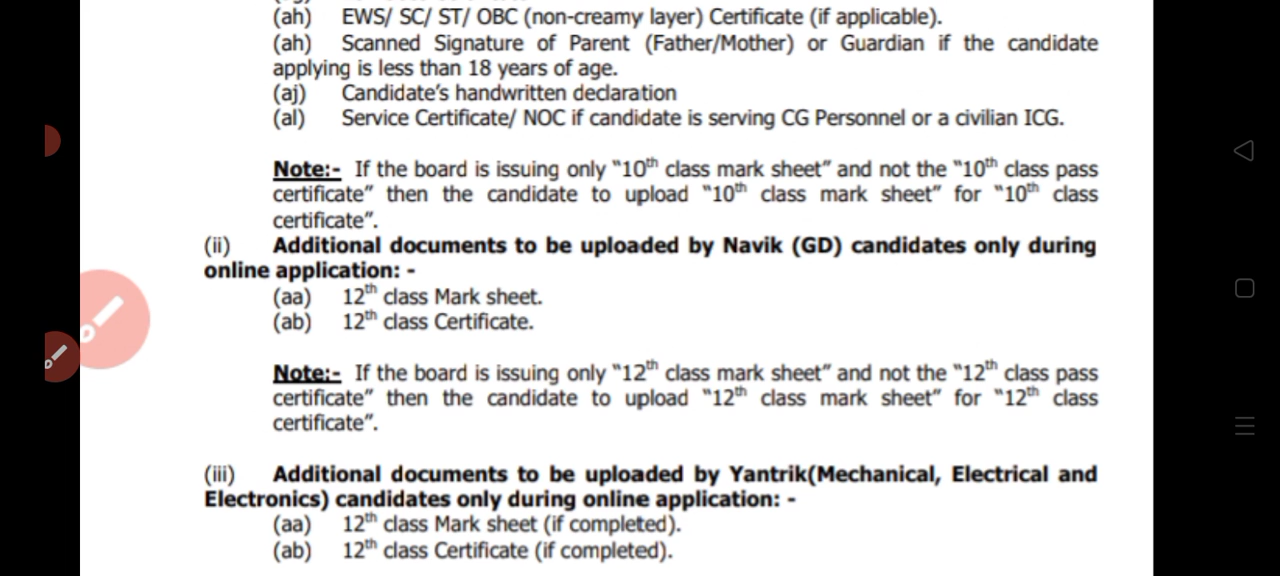 (ah) EWS/ SC/ ST/ OBC (non-creamy layer) Certificate (if applicable).
(ah) Scanned Signature of Parent (Father/Mother) or Guardian if the candidate
applying is less than 18 years of age.
(aj) Candidate's handwritten declaration
(al) Service Certificate/ NOC if candidate is serving CG Personnel or a civilian ICG.
Note:- If the board is issuing only "10th class mark sheet" and not the "10th class pass
certificate" then the candidate to upload "10th class mark sheet" for "10th class
certificate".
(ii) Additional documents to be uploaded by Navik (GD) candidates only during
online application: -
(aa) 12th class Mark sheet.
(ab) 12th class Certificate.
Note:- If the board is issuing only "12th class mark sheet" and not the "12th class pass
certificate" then the candidate to upload "12th class mark sheet" for "12th class
certificate".
(iii) Additional documents to be uploaded by Yantrik(Mechanical, Electrical and
Electronics) candidates only during online application: -
(aa) 12th class Mark sheet (if completed).
(ab) 12th class Certificate (if completed).